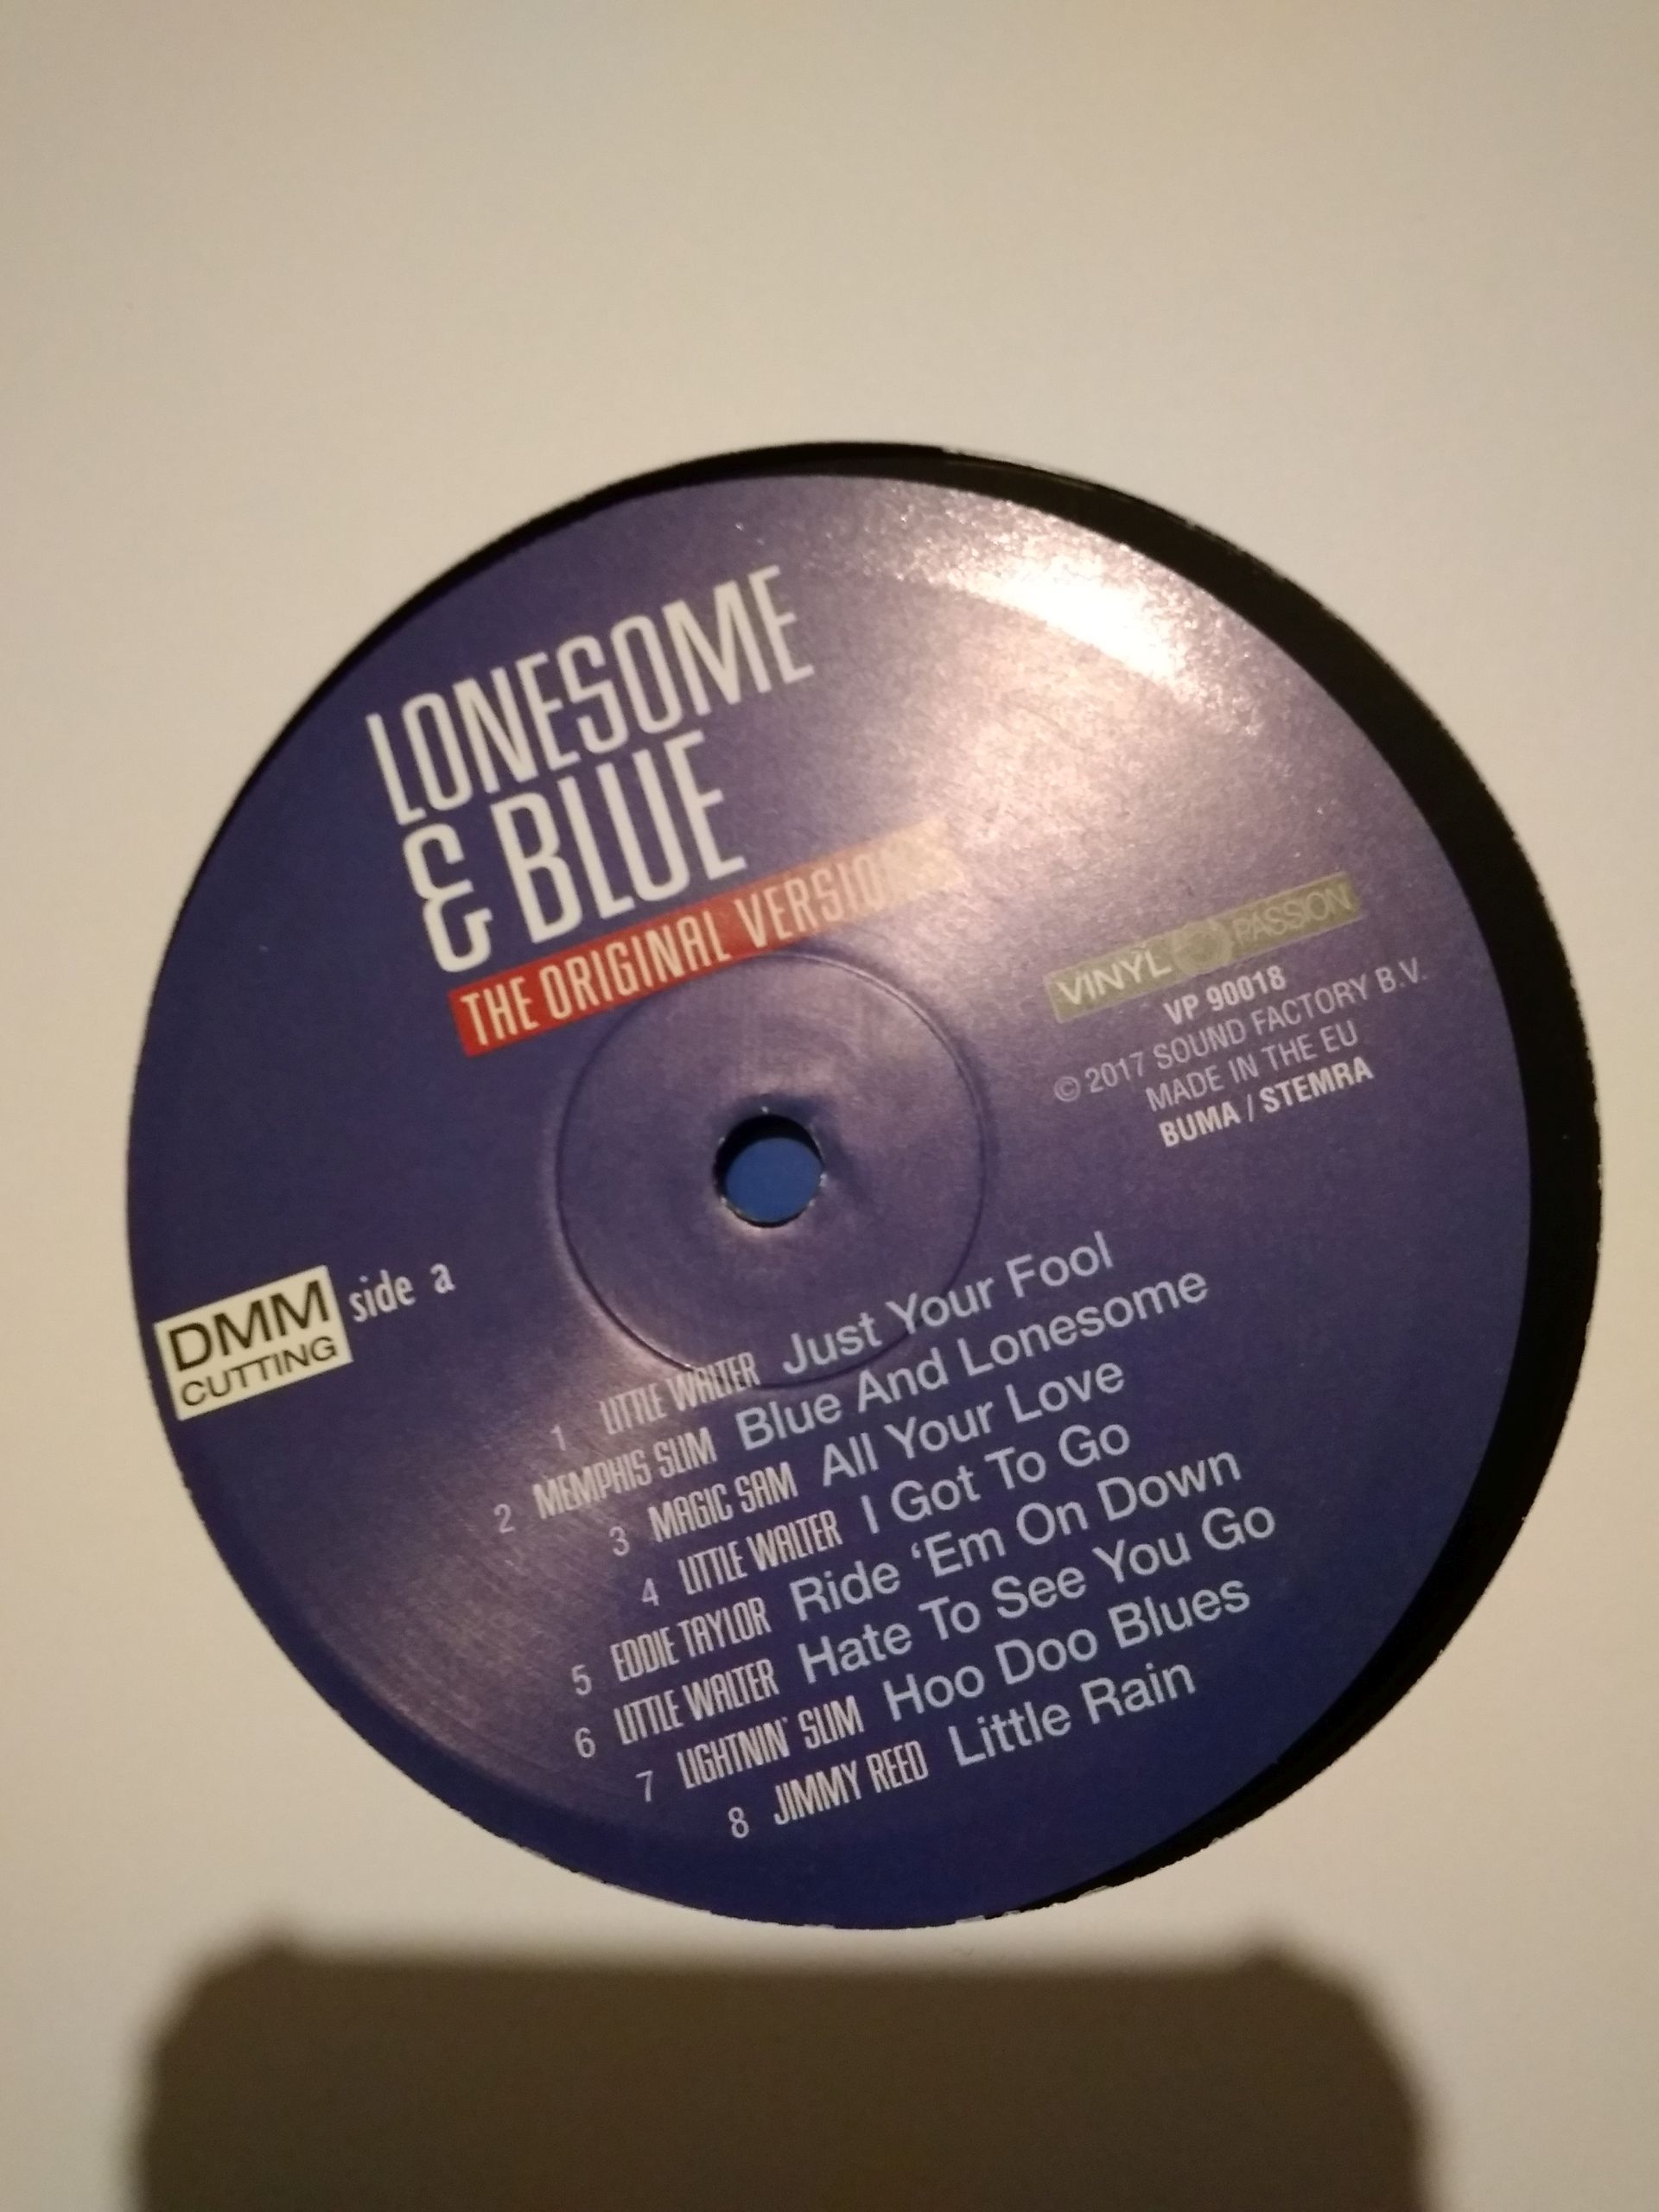 LONESOME
& BLUE
THE ORIGINAL VERSIONS
VINYL PASSION
VP 90018
© 2017 SOUND FACTORY B.V.
MADE IN THE EU
BUMA / STEMRA
DMM
CUTTING
side a
1 LITTLE WALTER Just Your Fool
2 MEMPHIS SLIM Blue And Lonesome
3 MAGIC SAM All Your Love
4 LITTLE WALTER I Got To Go
5 EDDIE TAYLOR Ride ‘Em On Down
6 LITTLE WALTER Hate To See You Go
7 LIGHTNIN' SLIM Hoo Doo Blues
8 JIMMY REED Little Rain